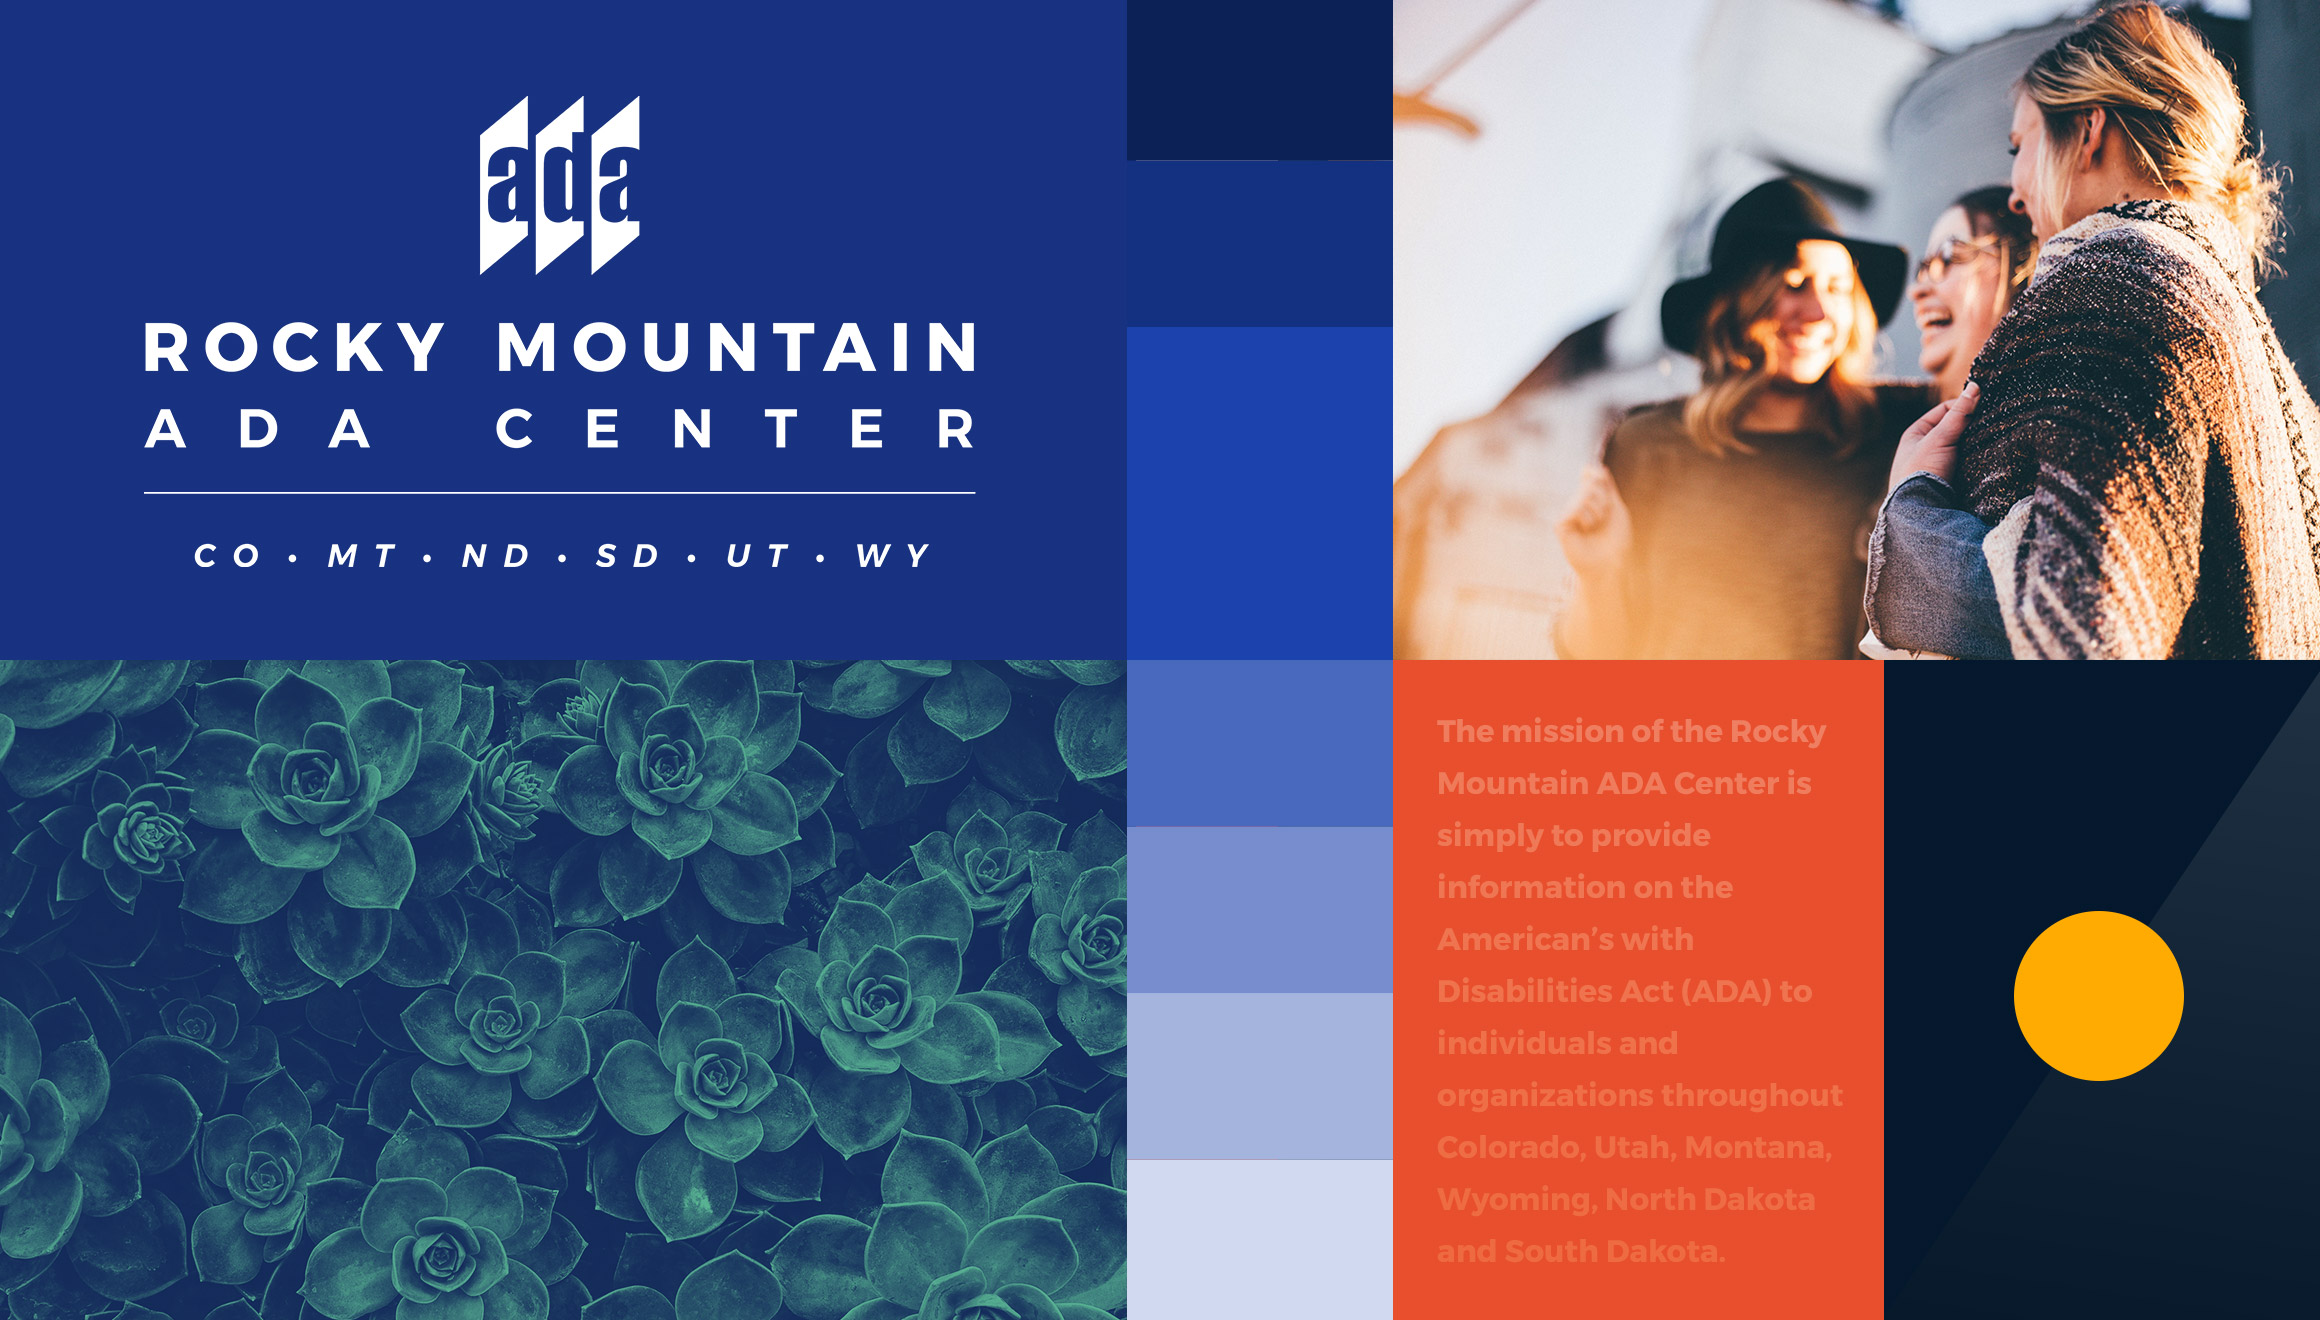 ada
ROCKY MOUNTAIN
ADA CENTER
CO • MT • ND • SD • UT • WY
The mission of the Rocky
Mountain ADA Center is
simply to provide
information on the
American’s with
Disabilities Act (ADA) to
individuals and
organizations throughout
Colorado, Utah, Montana,
Wyoming, North Dakota
and South Dakota.